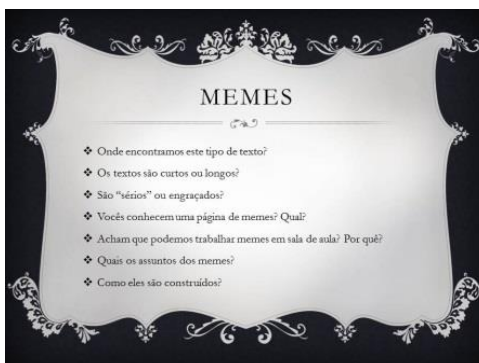 MEMES
❖ Onde encontramos este tipo de texto?
❖ Os textos são curtos ou longos?
❖ São “sérios” ou engraçados?
❖ Vocês conhecem uma página de memes? Qual?
❖ Acham que podemos trabalhar memes em sala de aula? Por quê?
❖ Quais os assuntos dos memes?
❖ Como eles são construídos?